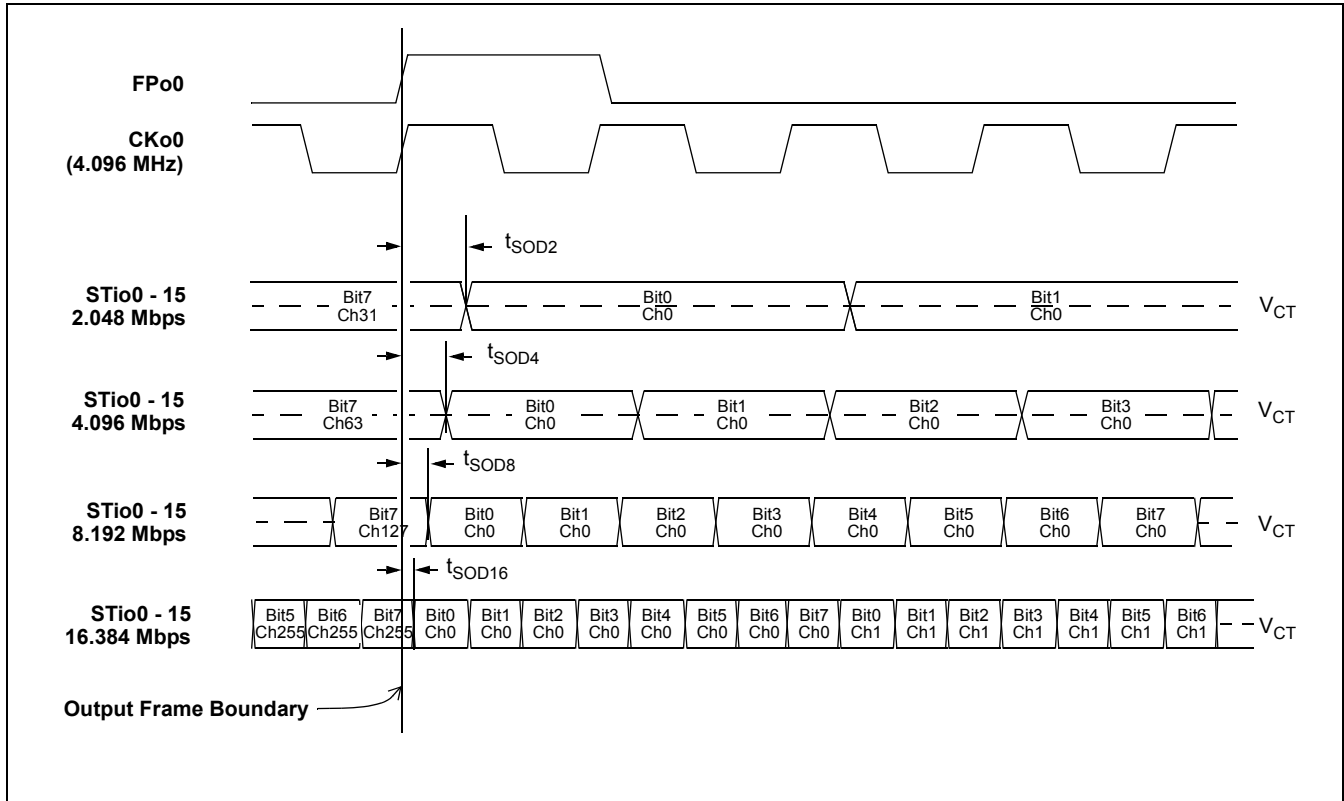 FPo0
CKo0
(4.096 MHz)
tSOD2
STio0 - 15
2.048 Mbps
Bit7
Ch31
Bit0
Ch0
Bit1
Ch0
VCT
tSOD4
STio0 - 15
4.096 Mbps
Bit7
Ch63
Bit0
Ch0
Bit1
Ch0
Bit2
Ch0
Bit3
Ch0
VCT
tSOD8
STio0 - 15
8.192 Mbps
Bit7
Ch127
Bit0
Ch0
Bit1
Ch0
Bit2
Ch0
Bit3
Ch0
Bit4
Ch0
Bit5
Ch0
Bit6
Ch0
Bit7
Ch0
VCT
tSOD16
STio0 - 15
16.384 Mbps
Bit5
Ch255
Bit6
Ch255
Bit7
Ch255
Bit0
Ch0
Bit1
Ch0
Bit2
Ch0
Bit3
Ch0
Bit4
Ch0
Bit5
Ch0
Bit6
Ch0
Bit7
Ch0
Bit0
Ch1
Bit1
Ch1
Bit2
Ch1
Bit3
Ch1
Bit4
Ch1
Bit5
Ch1
Bit6
Ch1
VCT
Output Frame Boundary